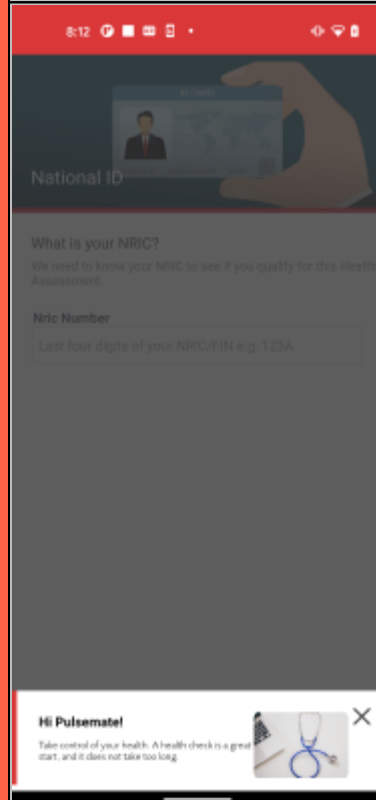 8:12
ID CARD
National ID
What is your NRIC?
We need to know your NRIC to see if you qualify for this Health
Assessment.
Nric Number
Last four digits of your NRIC/FIN e.g. 123A
Hi Pulsemate!
Take control of your health. A health check is a great
start, and it does not take too long.